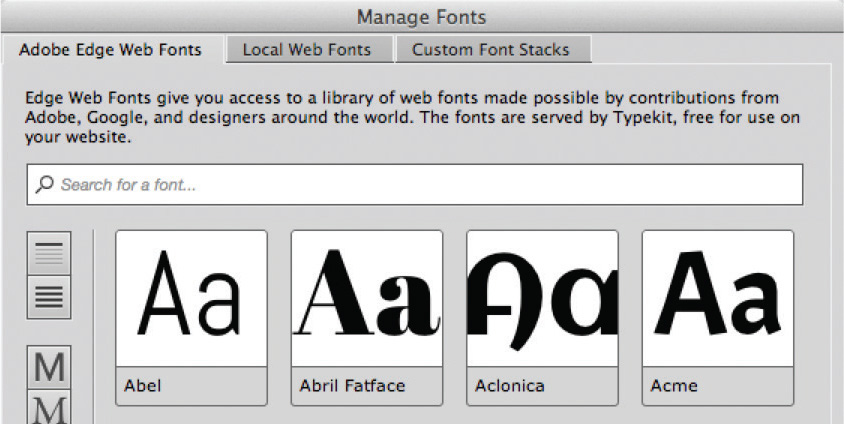 Manage Fonts
Adobe Edge Web Fonts Local Web Fonts Custom Font Stacks
Edge Web Fonts give you access to a library of web fonts made possible by contributions from
Adobe, Google, and designers around the world. The fonts are served by Typekit, free for use on
your website.
Search for a font...
Aa Aa Aa Aa
Abel Abril Fatface Aclonica Acme
M
M